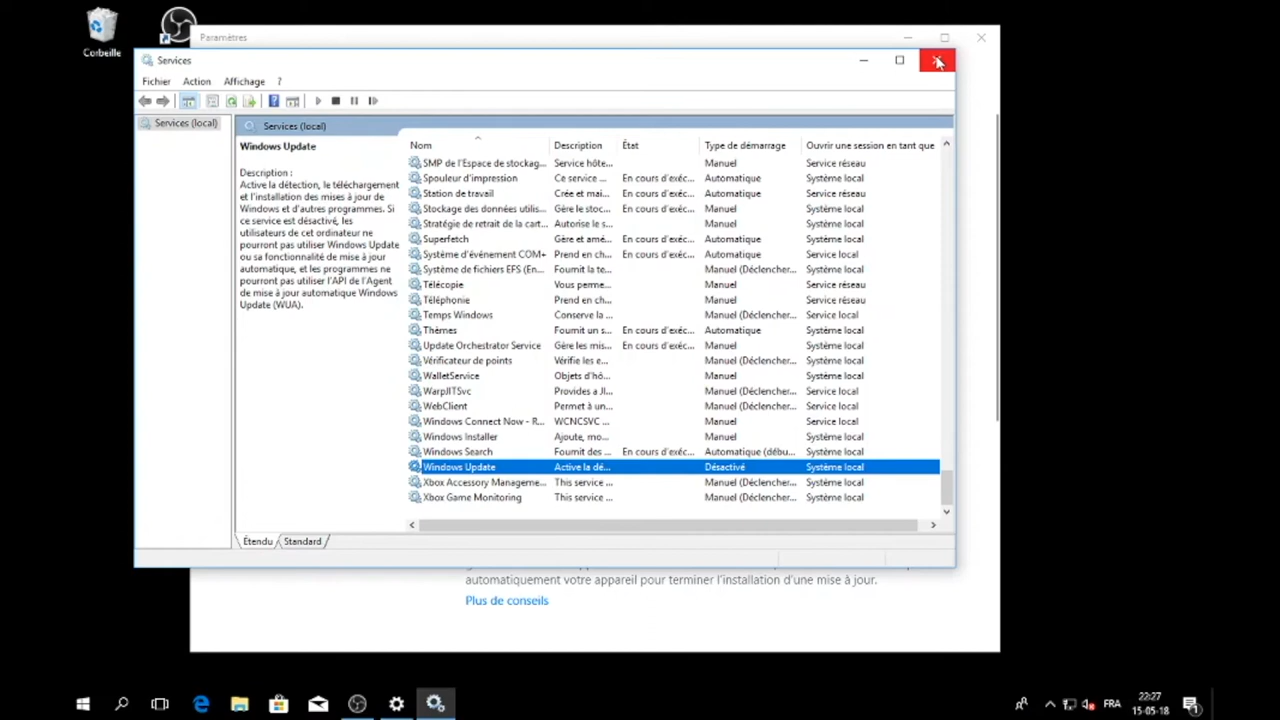 Corbeille
Paramètres
Services
Fichier Action Affichage ?
Services (local)
Services (local)
Windows Update
Description :
Active la détection, le téléchargement
et l'installation des mises à jour de
Windows et d'autres programmes. Si
ce service est désactivé, les
utilisateurs de cet ordinateur ne
pourront pas utiliser Windows Update
ou sa fonctionnalité de mise à jour
automatique, et les programmes ne
pourront pas utiliser l'API de l'Agent
de mise à jour automatique Windows
Update (WUA).
Nom Description État Type de démarrage Ouvrir une session en tant que
SMP de l'Espace de stockag... Service hôte... Manuel Service réseau
Spouleur d'impression Ce service ... En cours d'exéc... Automatique Système local
Station de travail Crée et mai... En cours d'exéc... Automatique Service réseau
Stockage des données utilis... Gère le stoc... En cours d'exéc... Manuel Système local
Stratégie de retrait de la cart... Autorise le s... Manuel Système local
Superfetch Gère et amé... En cours d'exéc... Automatique Système local
Système d'événement COM+ Prend en ch... En cours d'exéc... Automatique Service local
Système de fichiers EFS (En... Fournit la te... Manuel (Déclencher... Système local
Télécopie Vous perme... Manuel Service réseau
Téléphonie Prend en ch... Manuel Service réseau
Temps Windows Conserve la ... Manuel (Déclencher... Service local
Thèmes Fournit un s... En cours d'exéc... Automatique Système local
Update Orchestrator Service Gère les mis... En cours d'exéc... Manuel Système local
Vérificateur de points Vérifie les e... Manuel (Déclencher... Système local
WalletService Objets d'hô... Manuel Système local
WarpJITSvc Provides a JI... Manuel (Déclencher... Service local
WebClient Permet à un... Manuel (Déclencher... Service local
Windows Connect Now - R... WCNCSVC ... Manuel Service local
Windows Installer Ajoute, mo... Manuel Système local
Windows Search Fournit des ... En cours d'exéc... Automatique (débu... Système local
Windows Update Active la dé... Désactivé Système local
Xbox Accessory Manageme... This service ... Manuel (Déclencher... Système local
Xbox Game Monitoring This service ... Manuel (Déclencher... Système local
Étendu Standard
automatiquement votre appareil pour terminer l'installation d'une mise à jour.
Plus de conseils
FRA
22:27
15-05-18
1